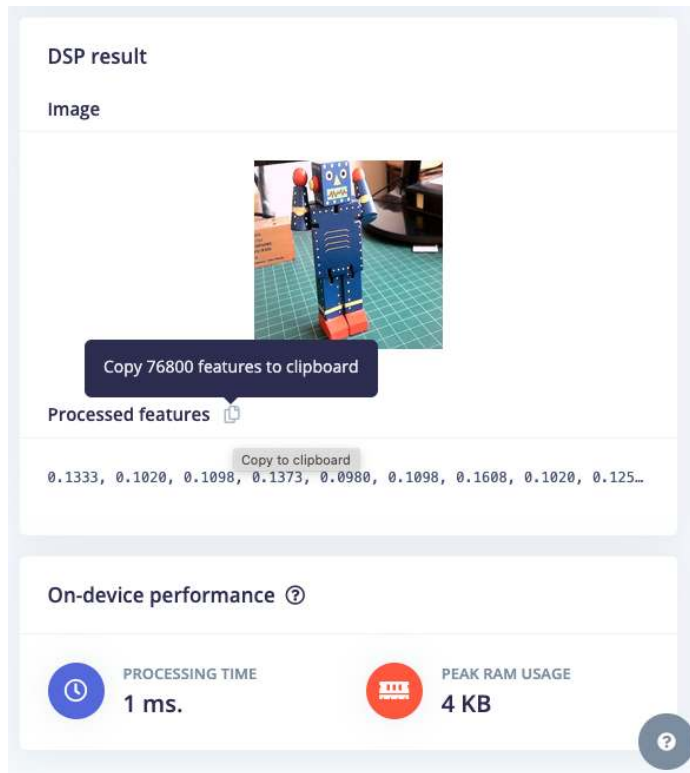 DSP result
Image
Copy 76800 features to clipboard
Processed features
Copy to clipboard
0.1333, 0.1020, 0.1098, 0.1373, 0.0980, 0.1098, 0.1608, 0.1020, 0.125…
On-device performance
PROCESSING TIME
1 ms.
PEAK RAM USAGE
4 KB